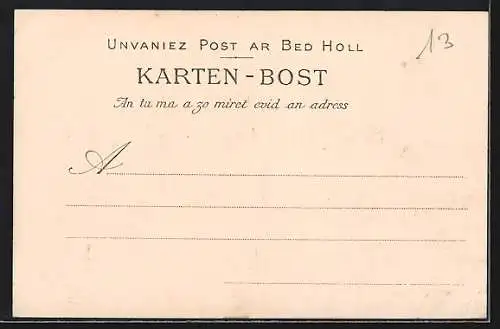 UNVANIEZ POST AR BED HOLL
13
KARTEN-BOST
An tu ma a zo miret evid an adress
A